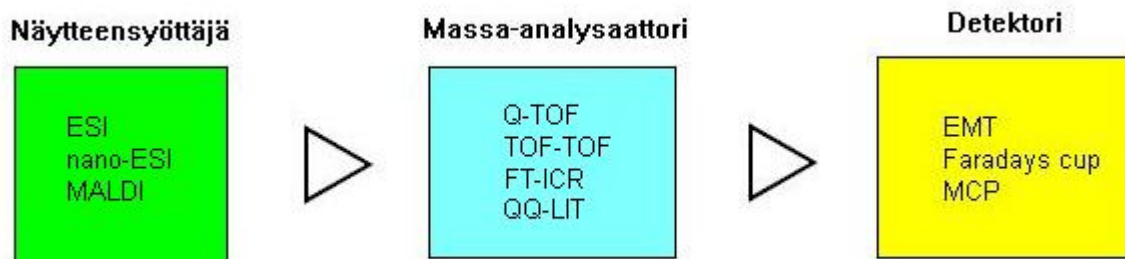 Näytteensyöttäjä
ESI
nano-ESI
MALDI
Massa-analysaattori
Q-TOF
TOF-TOF
FT-ICR
QQ-LIT
Detektori
EMT
Faradays cup
MCP